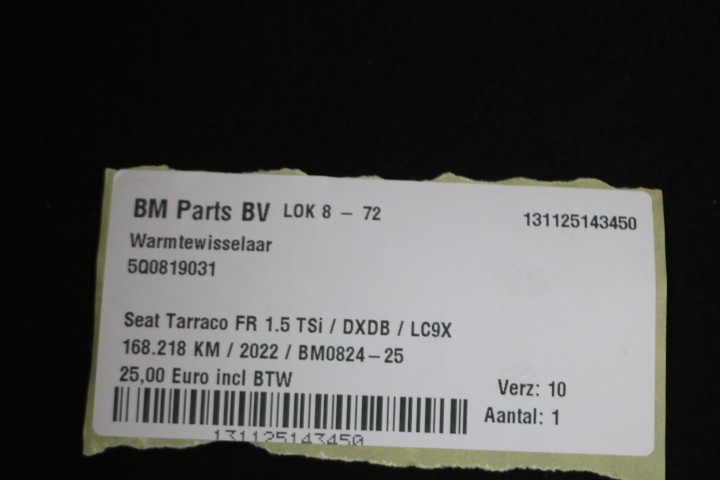 BM Parts BV LOK 8 - 72 131125143450
Warmtewisselaar
5Q0819031
Seat Tarraco FR 1.5 TSi / DXDB / LC9X
168.218 KM / 2022 / BM0824-25
25,00 Euro incl BTW
Verz: 10
Aantal: 1
131125143450